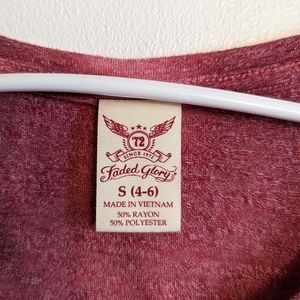 72
SINCE 1972
Faded Glory
S (4-6)
MADE IN VIETNAM
50% RAYON
50% POLYESTER